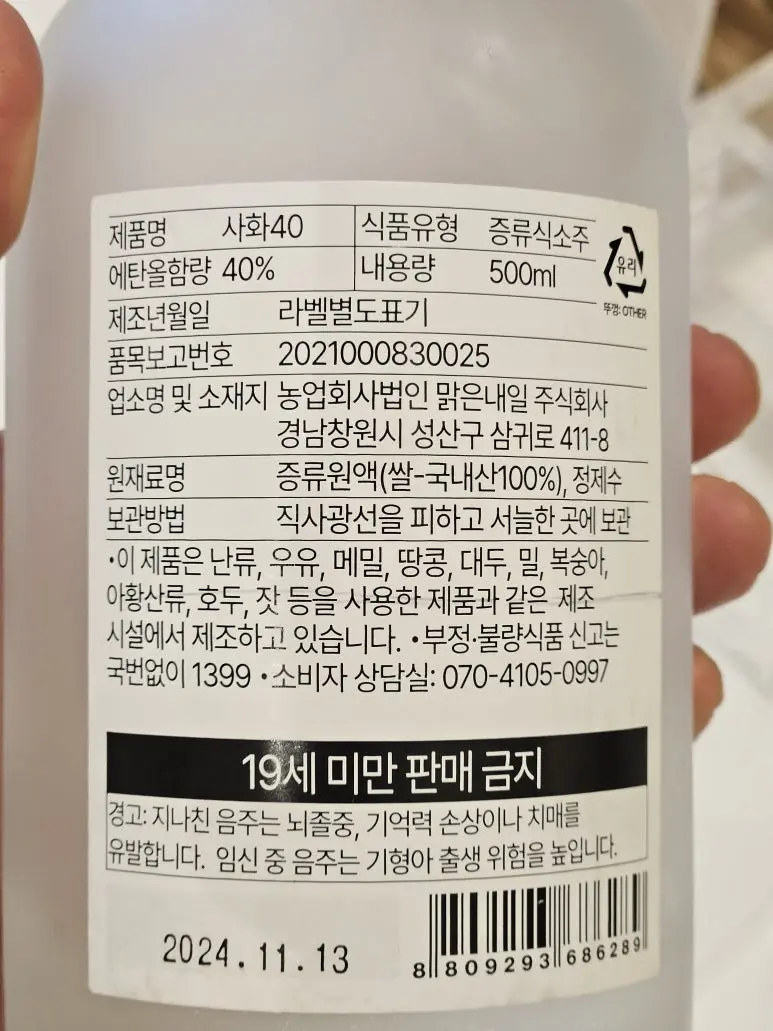 제품명 사화40 식품유형 증류식소주
에탄올함량 40% 내용량 500ml
유리
뚜껑: OTHER
제조년월일 라벨별도표기
품목보고번호 2021000830025
업소명 및 소재지 농업회사법인 맑은내일 주식회사
경남창원시 성산구 삼귀로 411-8
원재료명 증류원액(쌀-국내산100%), 정제수
보관방법 직사광선을 피하고 서늘한 곳에 보관
•이 제품은 난류, 우유, 메밀, 땅콩, 대두, 밀, 복숭아,
아황산류, 호두, 잣 등을 사용한 제품과 같은 제조
시설에서 제조하고 있습니다. •부정·불량식품 신고는
국번없이 1399 •소비자 상담실: 070-4105-0997
19세 미만 판매 금지
경고: 지나친 음주는 뇌졸중, 기억력 손상이나 치매를
유발합니다. 임신 중 음주는 기형아 출생 위험을 높입니다.
2024.11.13
8 809293 686289